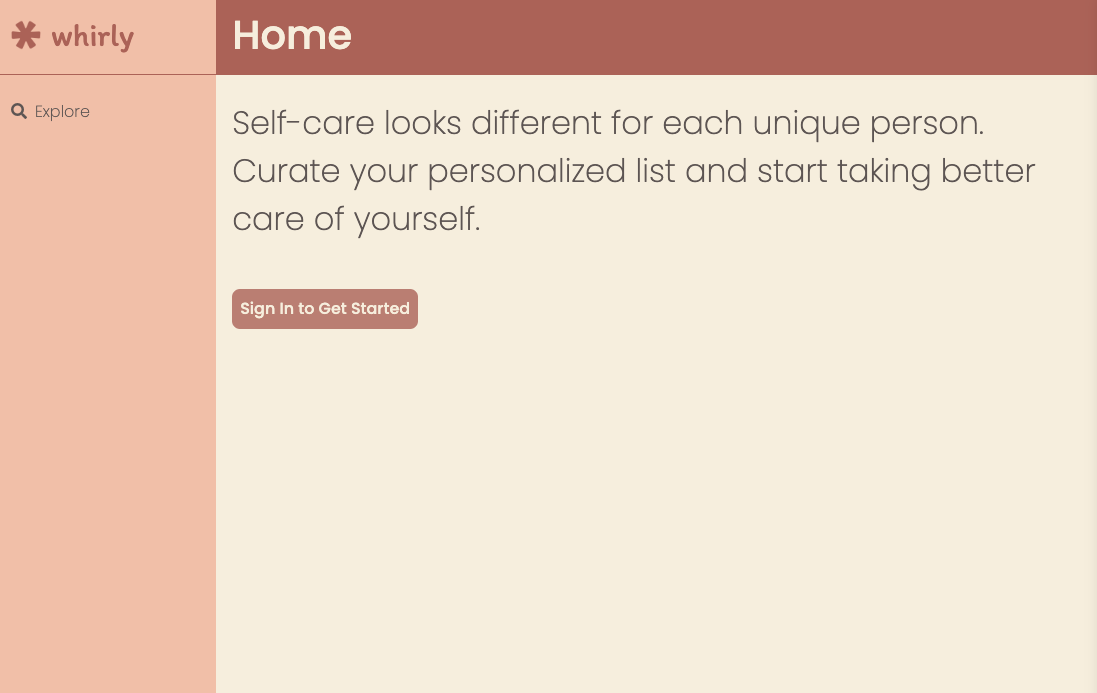 whirly
Home
Explore
Self-care looks different for each unique person.
Curate your personalized list and start taking better
care of yourself.
Sign In to Get Started